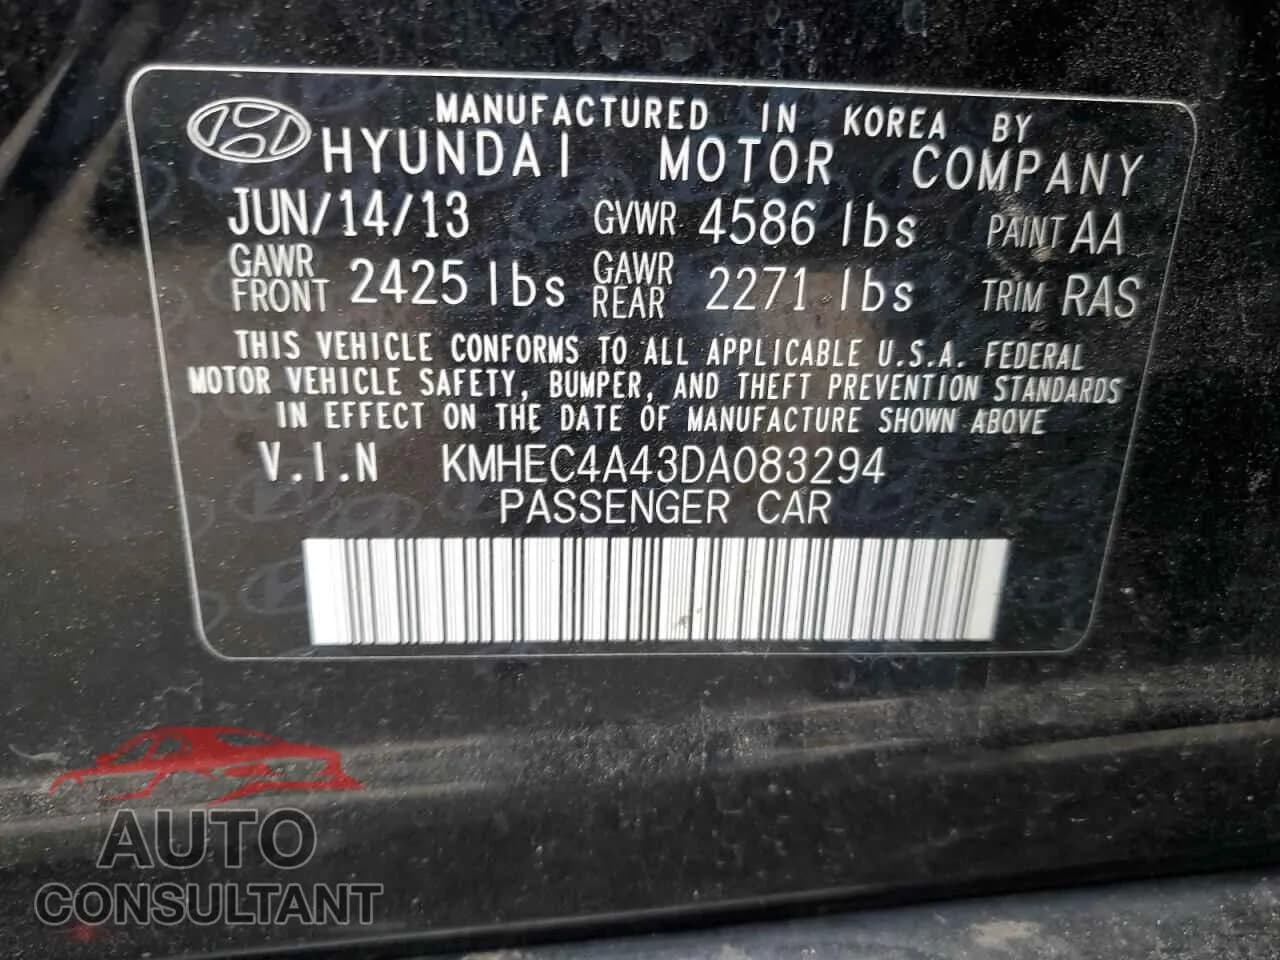 MANUFACTURED IN KOREA BY
HYUNDAI MOTOR COMPANY
JUN/14/13 GVWR 4586 lbs PAINT AA
GAWR FRONT 2425 lbs GAWR REAR 2271 lbs TRIM RAS
THIS VEHICLE CONFORMS TO ALL APPLICABLE U.S.A. FEDERAL
MOTOR VEHICLE SAFETY, BUMPER, AND THEFT PREVENTION STANDARDS
IN EFFECT ON THE DATE OF MANUFACTURE SHOWN ABOVE
V.I.N KMHEC4A43DA083294
PASSENGER CAR
AUTO
CONSULTANT